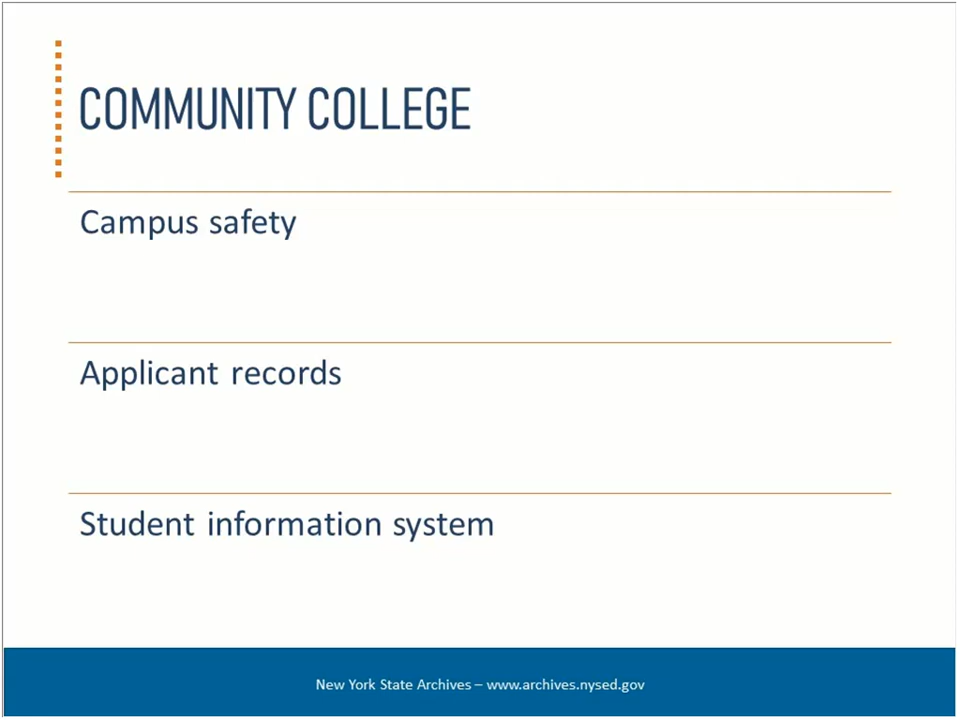 COMMUNITY COLLEGE
Campus safety
Applicant records
Student information system
New York State Archives – www.archives.nysed.gov